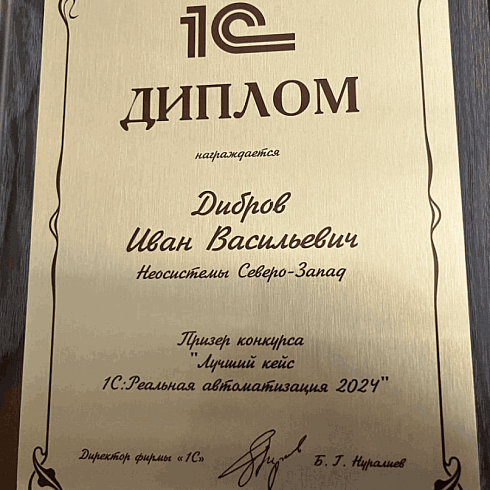 1С
ДИПЛОМ
награждается
Дибров
Иван Васильевич
Неосистемы Северо-Запад
Призер конкурса
"Лучший кейс
1С:Реальная автоматизация 2024"
Директор фирмы «1С» Б. Г. Нуралиев